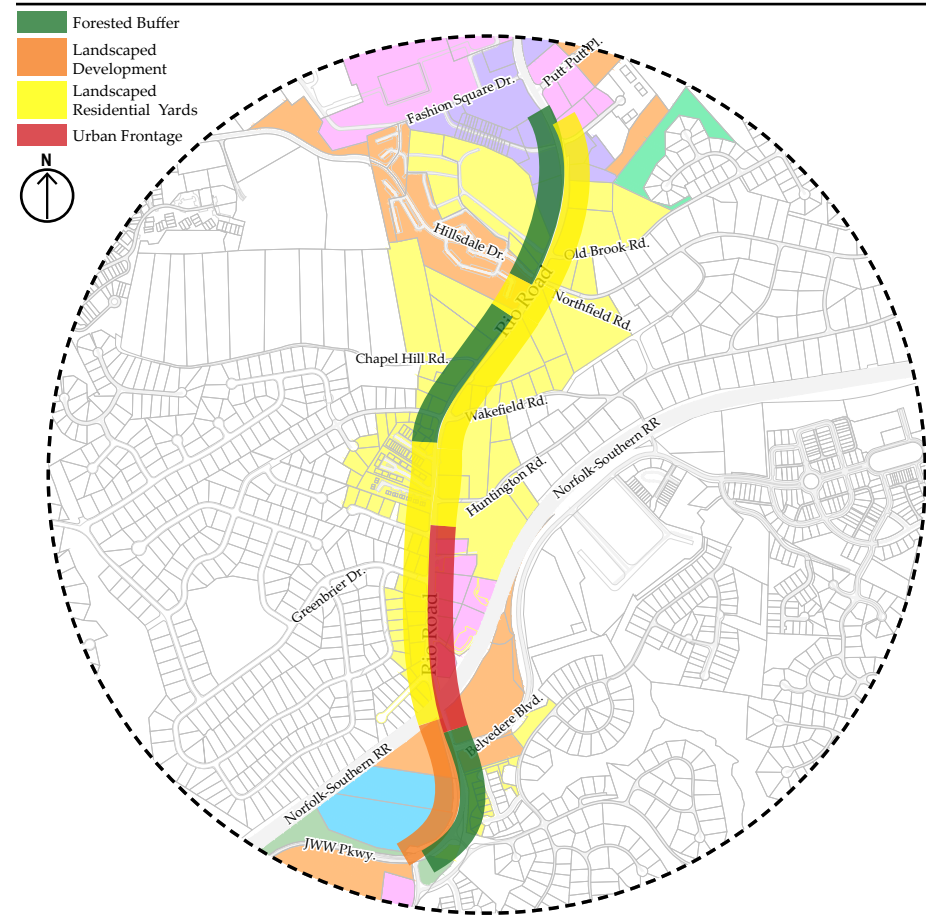 Forested Buffer
Landscaped
Development
Landscaped
Residential Yards
Urban Frontage
N
Putt Putt Pl.
Fashion Square Dr.
Hillsdale Dr.
Old Brook Rd.
Rio Road
Northfield Rd.
Chapel Hill Rd.
Wakefield Rd.
Norfolk-Southern RR
Huntington Rd.
Greenbrier Dr.
Rio Road
Belvedere Blvd.
Norfolk-Southern RR
JWW Pkwy.